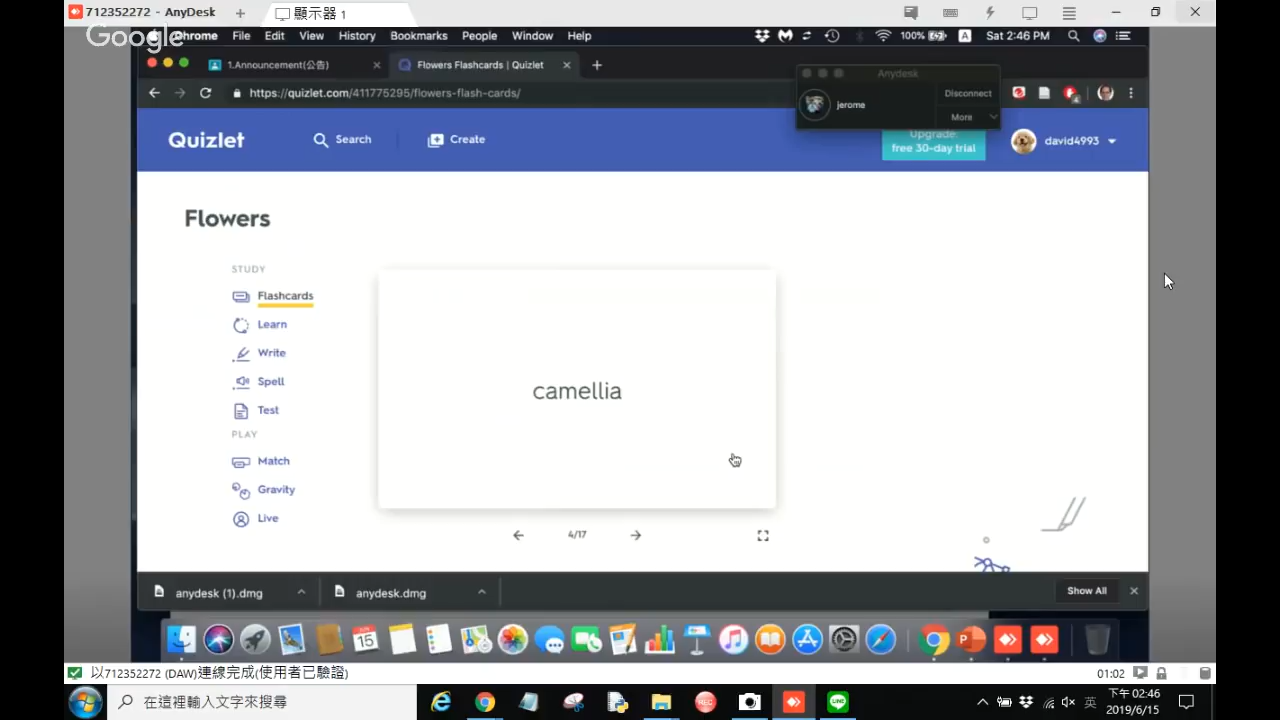 712352272 - AnyDesk
顯示器 1
Google
Chrome File Edit View History Bookmarks People Window Help
100%
A
Sat 2:46 PM
1.Announcement(公告)
Flowers Flashcards | Quizlet
https://quizlet.com/411775295/flowers-flash-cards/
Anydesk
jerome
Disconnect
More
Quizlet
Search
Create
Upgrade:
free 30-day trial
david4993
Flowers
STUDY
Flashcards
Learn
Write
Spell
Test
PLAY
Match
Gravity
Live
camellia
4/17
anydesk (1).dmg
anydesk.dmg
Show All
15
以712352272 (DAW)連線完成(使用者已驗證)
01:02
在這裡輸入文字來搜尋
REC
LINE
英
下午 02:46
2019/6/15